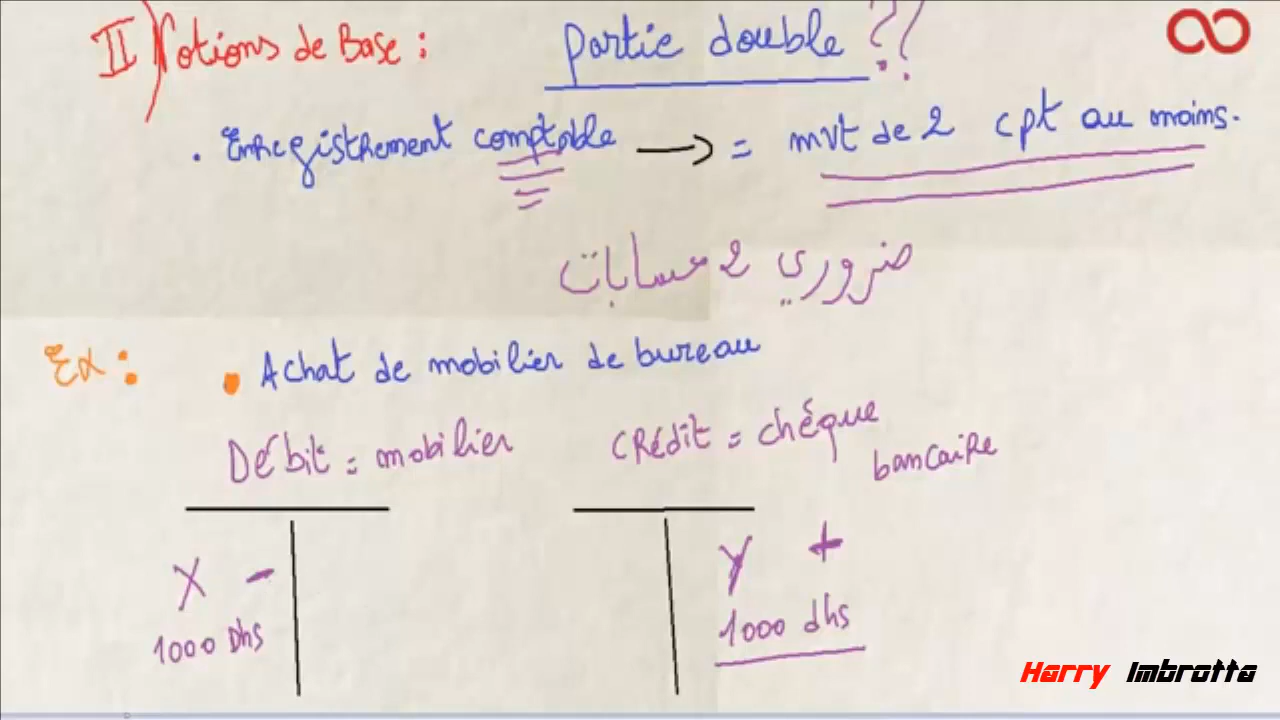 II) Notions de Base : Partie double ??
. Enregistrement comptable → = mvt de 2 cpt au moins.
ضروري 2 حسابات
Ex :
• Achat de mobilier de bureau
Débit = mobilier
Crédit = chéque bancaire
X -
1000 Dhs
y +
1000 dhs
Harry Imbrotta